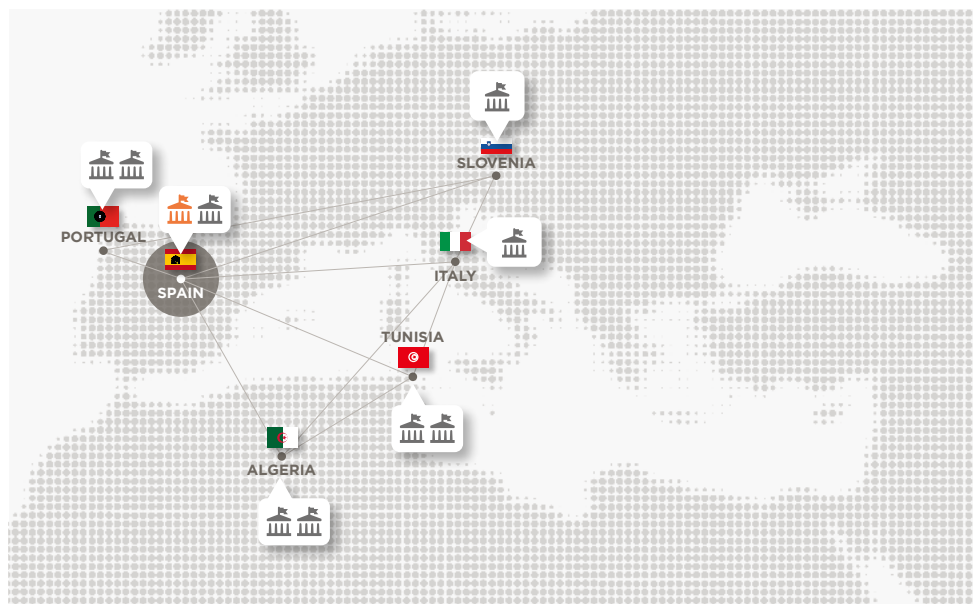 SLOVENIA
PORTUGAL
ITALY
SPAIN
TUNISIA
ALGERIA